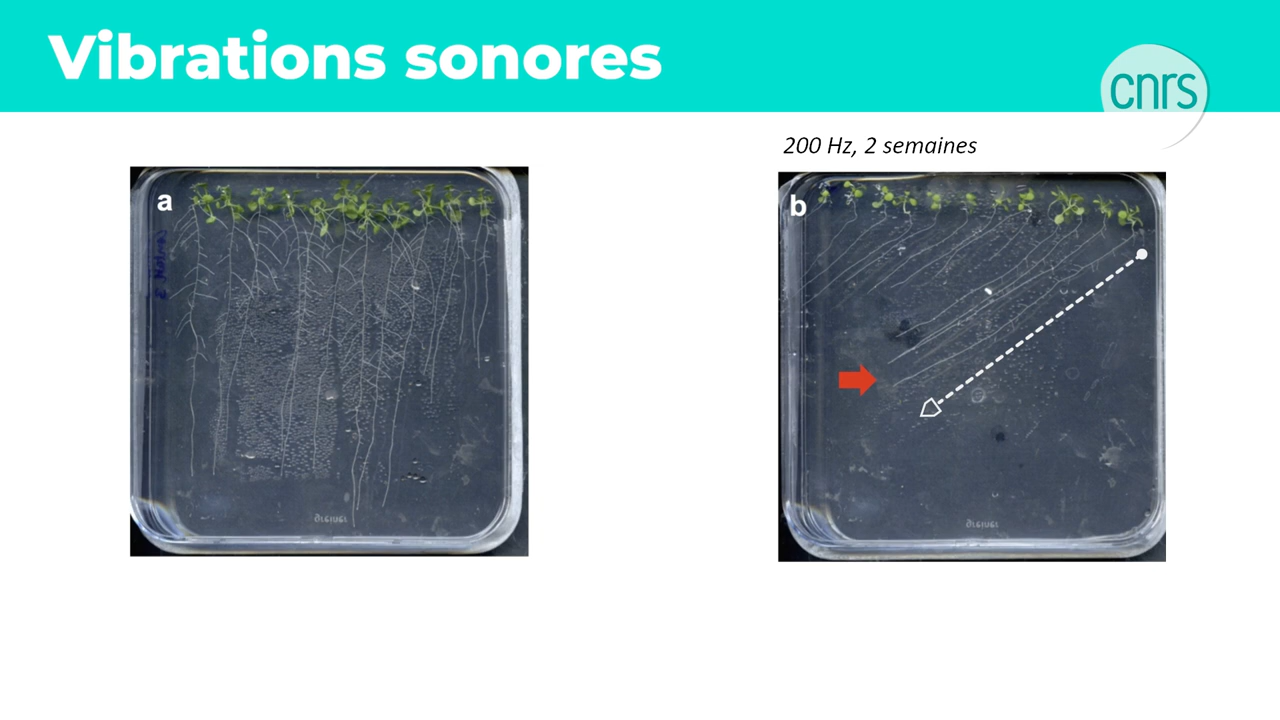 Vibrations sonores
cnrs
200 Hz, 2 semaines
a
b